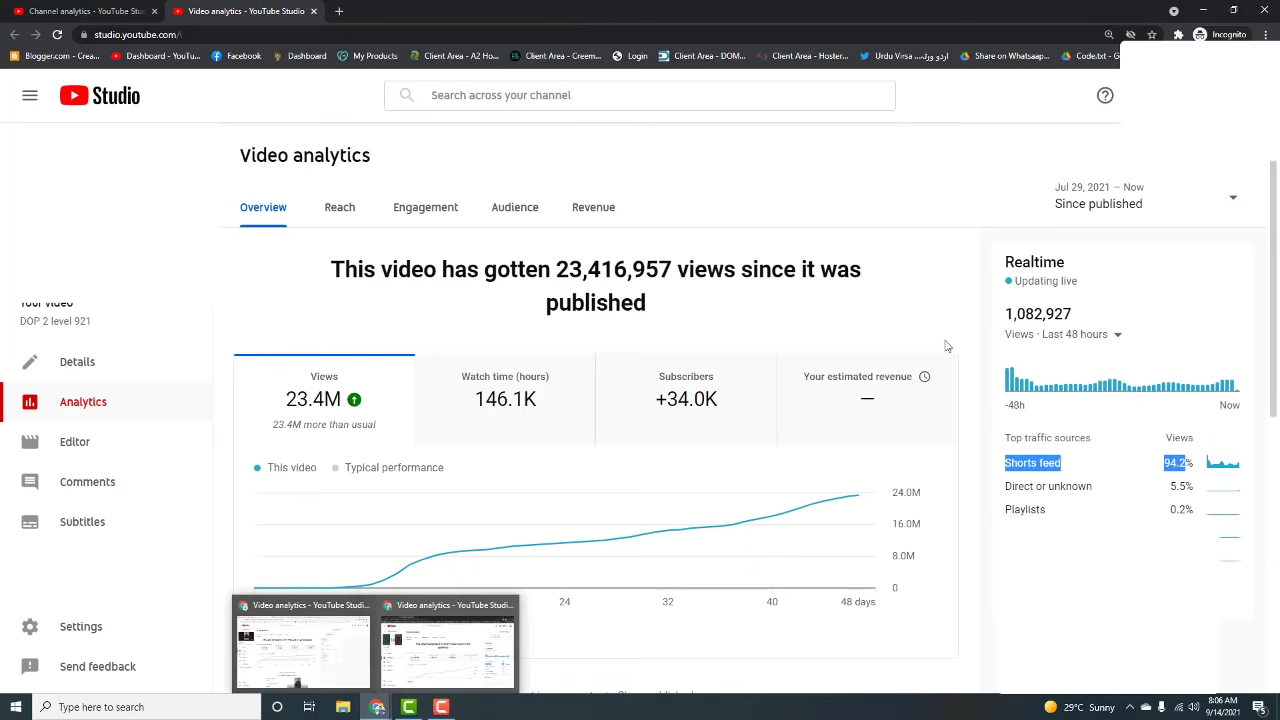 Channel analytics - YouTube Stu
Video analytics - YouTube Studio
studio.youtube.com/
Incognito
Blogger.com - Crea...
Dashboard - YouTu...
Facebook
Dashboard
My Products
Client Area - A2 Ho...
Client Area - Creem...
Login
Client Area - DOM...
Client Area - Hoster...
Urdu Virsa
Share on Whatsaap...
Code.txt - G
Studio
Search across your channel
Video analytics
Overview
Reach
Engagement
Audience
Revenue
Jul 29, 2021 – Now
Since published
This video has gotten 23,416,957 views since it was
published
Your video
DOP 2 level 921
Details
Analytics
Editor
Comments
Subtitles
Settings
Send feedback
Views
23.4M
23.4M more than usual
Watch time (hours)
146.1K
Subscribers
+34.0K
Your estimated revenue
—
This video
Typical performance
24.0M
16.0M
8.0M
0
24
32
40
48 days
Realtime
Updating live
1,082,927
Views · Last 48 hours
-48h
Now
Top traffic sources
Views
Shorts feed
94.2%
Direct or unknown
5.5%
Playlists
0.2%
Video analytics - YouTube Studi...
Video analytics - YouTube Studi...
Type here to search
29°C Sunny
8:06 AM
9/14/2021